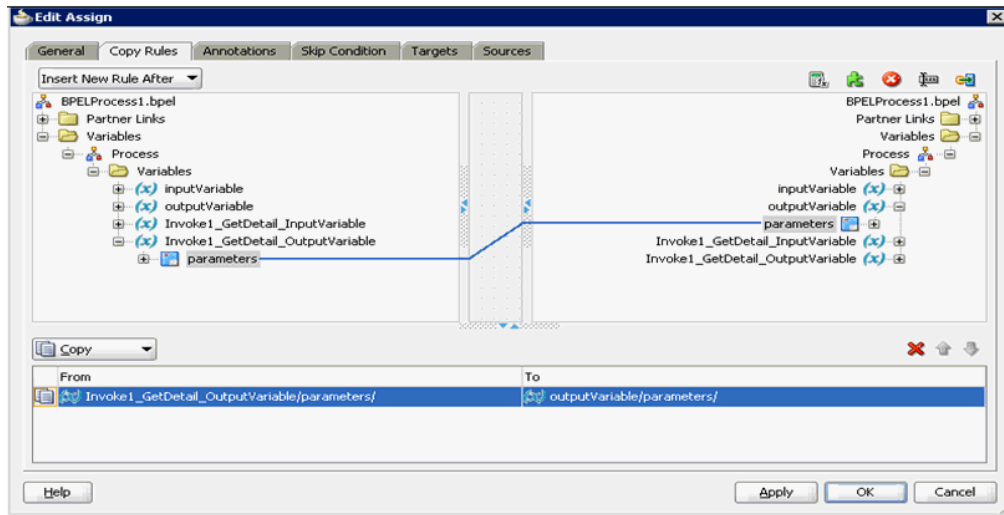 Edit Assign
General Copy Rules Annotations Skip Condition Targets Sources
Insert New Rule After
BPELProcess1.bpel
Partner Links
Variables
Process
Variables
(x) inputVariable
(x) outputVariable
(x) Invoke1_GetDetail_InputVariable
(x) Invoke1_GetDetail_OutputVariable
parameters
BPELProcess1.bpel
Partner Links
Variables
Process
Variables
inputVariable (x)
outputVariable (x)
parameters
Invoke1_GetDetail_InputVariable (x)
Invoke1_GetDetail_OutputVariable (x)
Copy
From To
Invoke1_GetDetail_OutputVariable/parameters/ outputVariable/parameters/
Help Apply OK Cancel